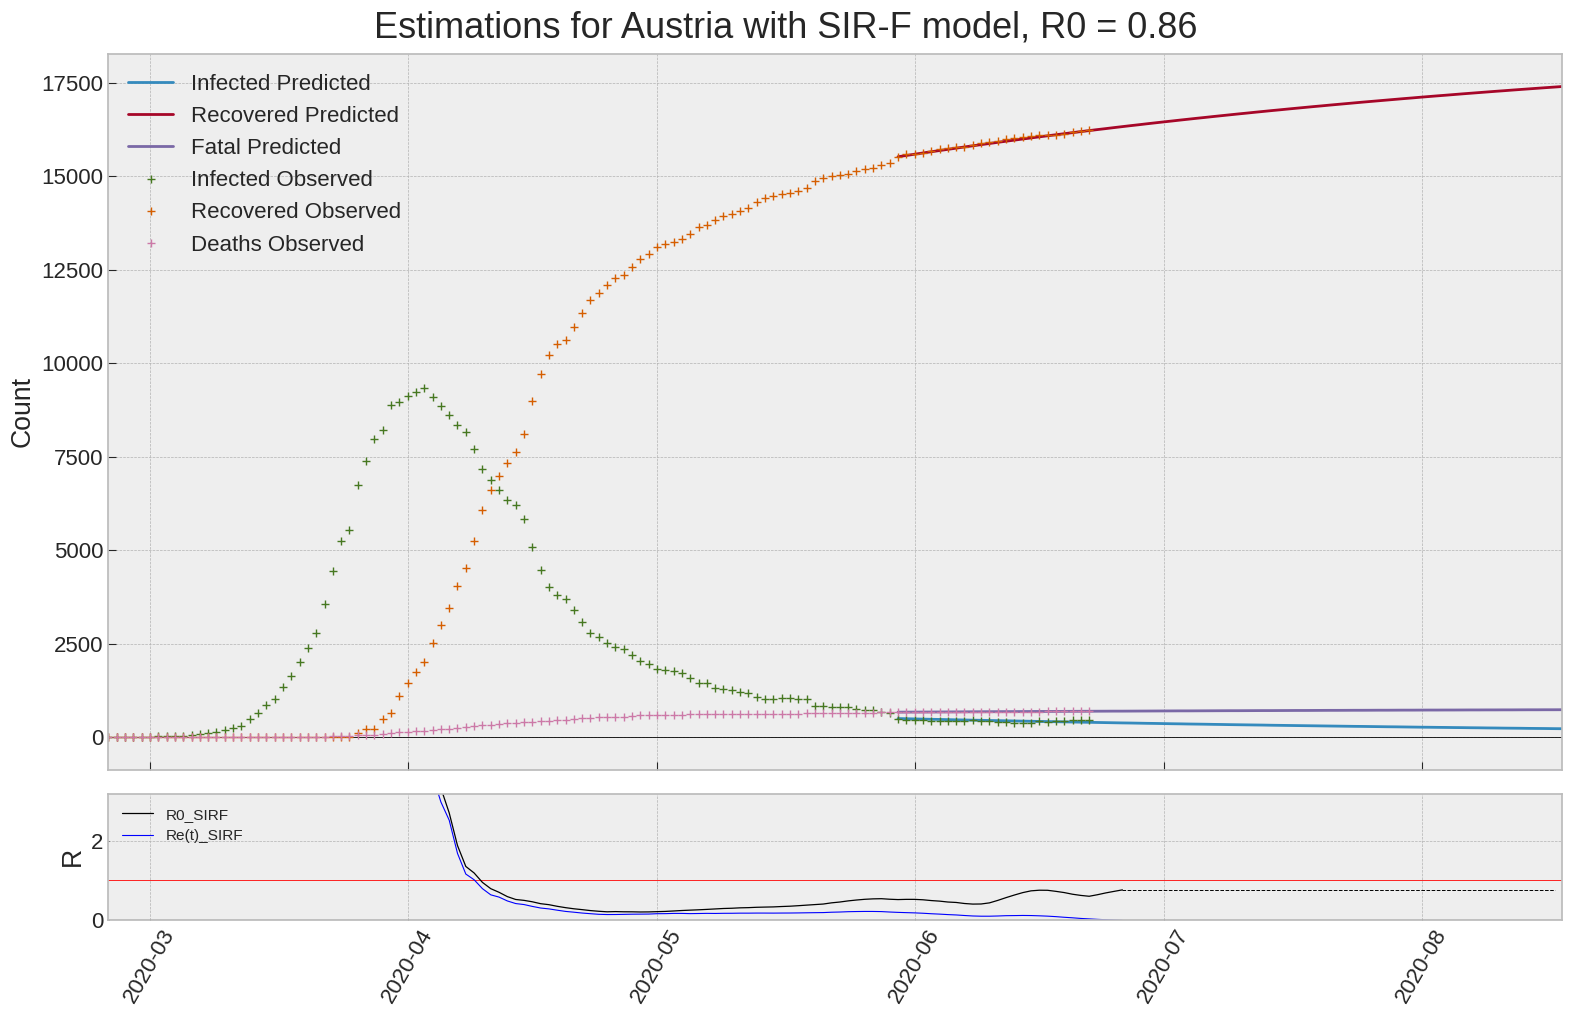 Estimations for Austria with SIR-F model, R0 = 0.86
Infected Predicted
Recovered Predicted
Fatal Predicted
Infected Observed
Recovered Observed
Deaths Observed
17500
15000
12500
10000
7500
5000
2500
0
Count
R0_SIRF
Re(t)_SIRF
2
0
R
2020-03
2020-04
2020-05
2020-06
2020-07
2020-08